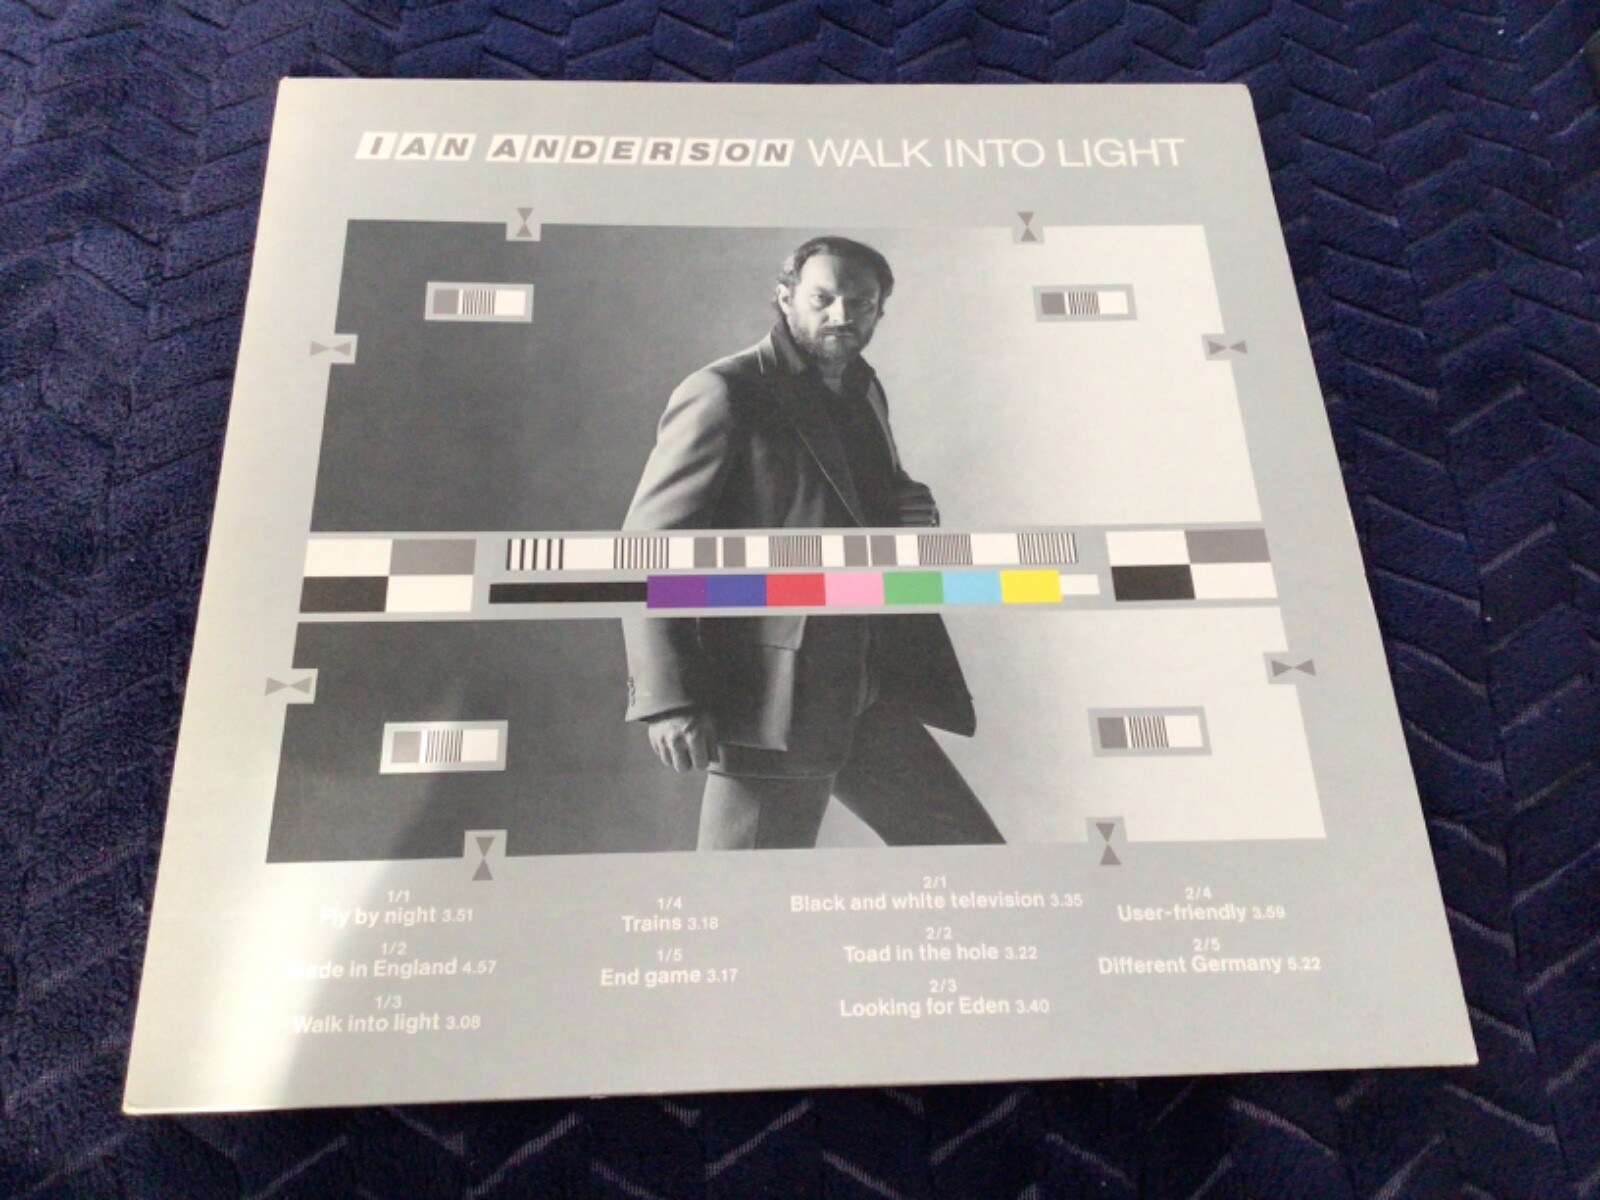 IAN ANDERSON WALK INTO LIGHT
1/1
Fly by night 3.51
1/2
Made in England 4.57
1/3
Walk into light 3.08
1/4
Trains 3.18
1/5
End game 3.17
2/1
Black and white television 3.35
2/2
Toad in the hole 3.22
2/3
Looking for Eden 3.40
2/4
User-friendly 3.59
2/5
Different Germany 5.22